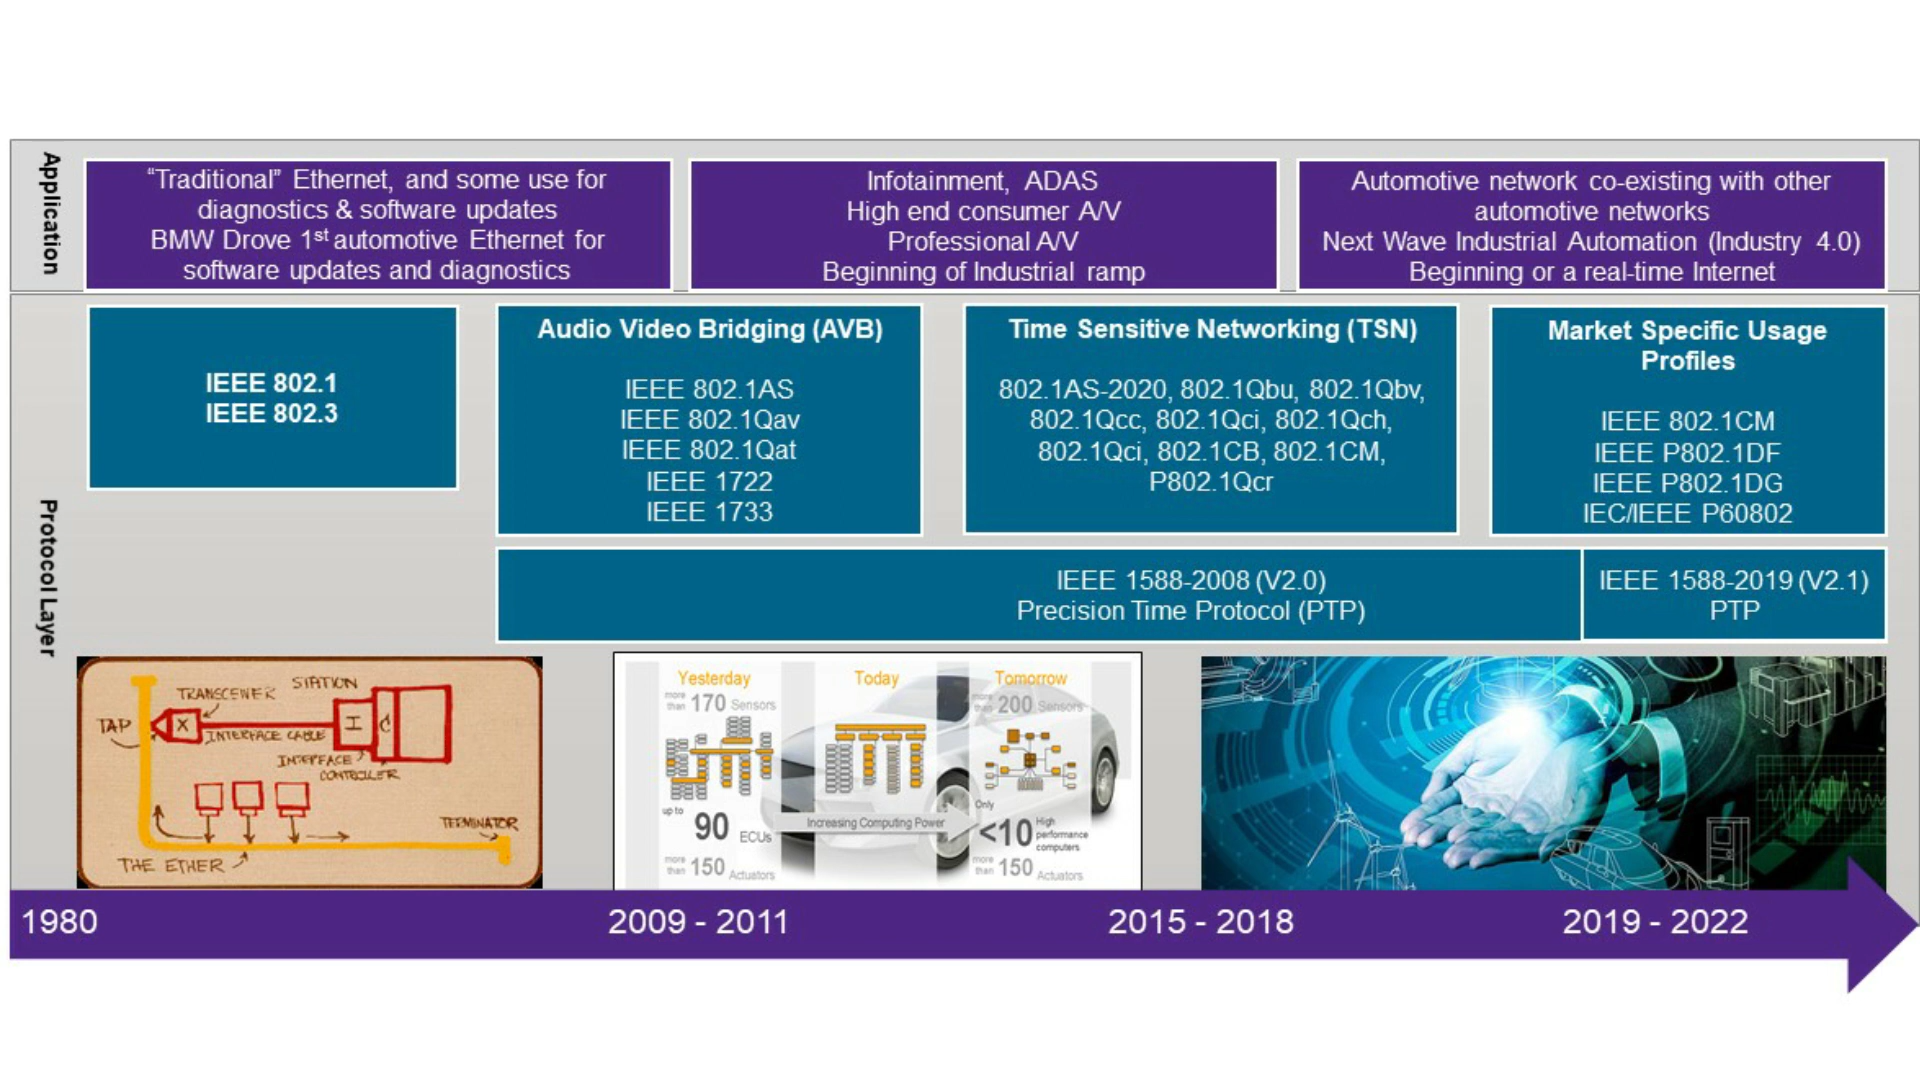 Application
“Traditional” Ethernet, and some use for
diagnostics & software updates
BMW Drove 1st automotive Ethernet for
software updates and diagnostics
Infotainment, ADAS
High end consumer A/V
Professional A/V
Beginning of Industrial ramp
Automotive network co-existing with other
automotive networks
Next Wave Industrial Automation (Industry 4.0)
Beginning or a real-time Internet
Protocol Layer
IEEE 802.1
IEEE 802.3
Audio Video Bridging (AVB)
IEEE 802.1AS
IEEE 802.1Qav
IEEE 802.1Qat
IEEE 1722
IEEE 1733
Time Sensitive Networking (TSN)
802.1AS-2020, 802.1Qbu, 802.1Qbv,
802.1Qcc, 802.1Qci, 802.1Qch,
802.1Qci, 802.1CB, 802.1CM,
P802.1Qcr
Market Specific Usage
Profiles
IEEE 802.1CM
IEEE P802.1DF
IEEE P802.1DG
IEC/IEEE P60802
IEEE 1588-2008 (V2.0)
Precision Time Protocol (PTP)
IEEE 1588-2019 (V2.1)
PTP
STATION
TRANSCEIVER
TAP
X
I
C
INTERFACE CABLE
INTERFACE
CONTROLLER
TERMINATOR
THE ETHER
Yesterday
more than 170 Sensors
up to 90 ECUs
more than 150 Actuators
Today
Increasing Computing Power
Tomorrow
more than 200 Sensors
Only <10 High performance computers
more than 150 Actuators
1980
2009 - 2011
2015 - 2018
2019 - 2022